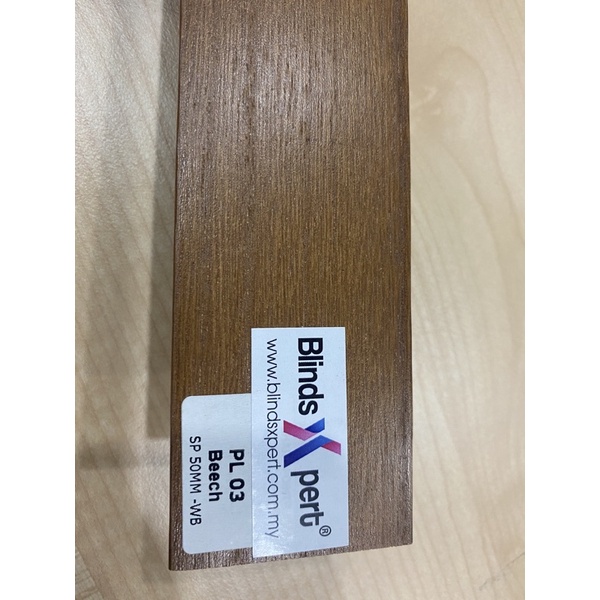 Blinds Xpert®
www.blindsxpert.com.my
PL 03
Beech
SP 50MM -WB